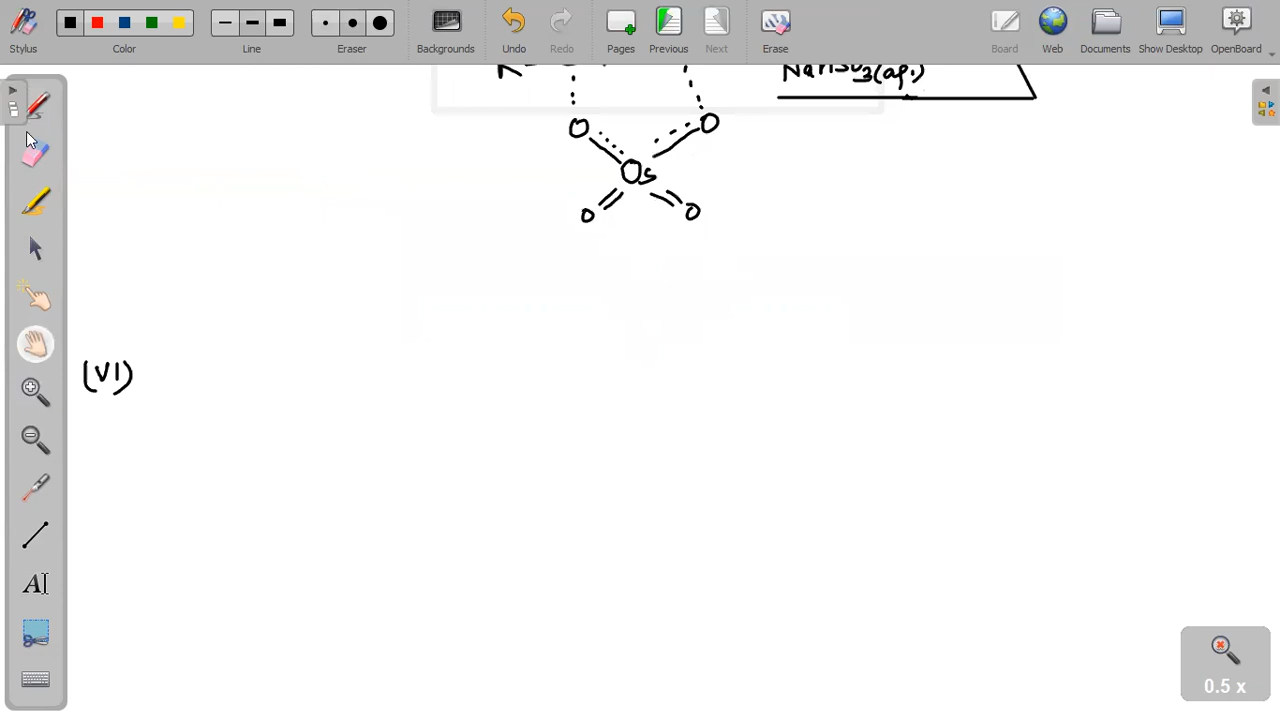 Stylus
Color
Line
Eraser
Backgrounds
Undo
Redo
Pages
Previous
Next
Erase
Board
Web
Documents
Show Desktop
OpenBoard
O
O
Os
O
O
(VI)
A
0.5 x